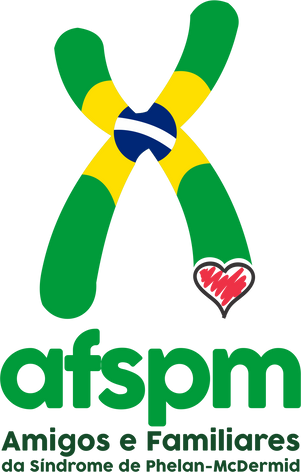 afspm
Amigos e Familiares
da Síndrome de Phelan-McDermid